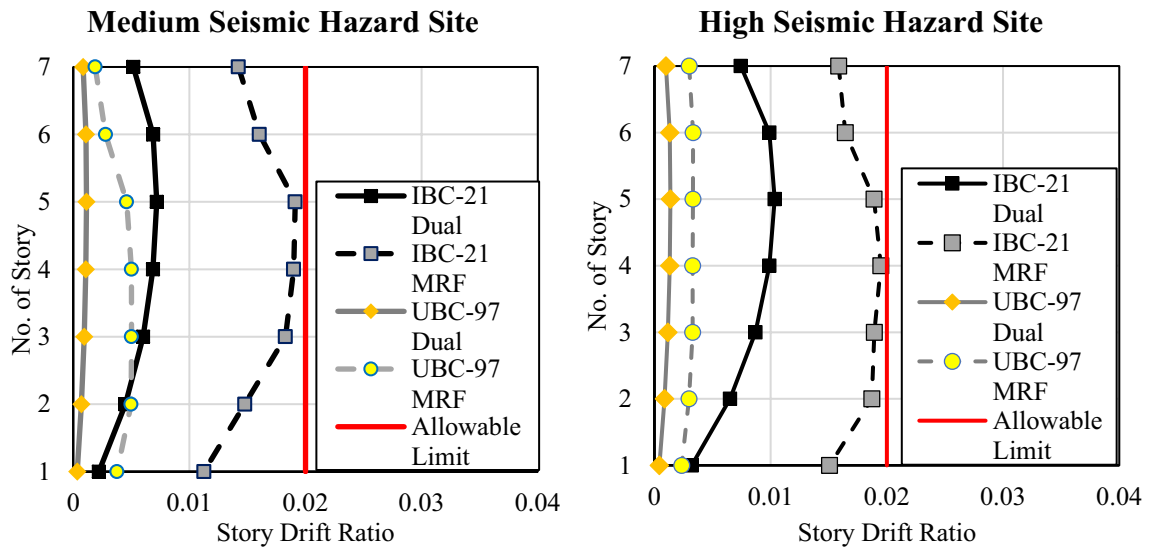 Medium Seismic Hazard Site
7
6
5
4
3
2
1
No. of Story
0
0.01
0.02
0.03
0.04
Story Drift Ratio
IBC-21
Dual
IBC-21
MRF
UBC-97
Dual
UBC-97
MRF
Allowable
Limit
High Seismic Hazard Site
7
6
5
4
3
2
1
No. of Story
0
0.01
0.02
0.03
0.04
Story Drift Ratio
IBC-21
Dual
IBC-21
MRF
UBC-97
Dual
UBC-97
MRF
Allowable
Limit